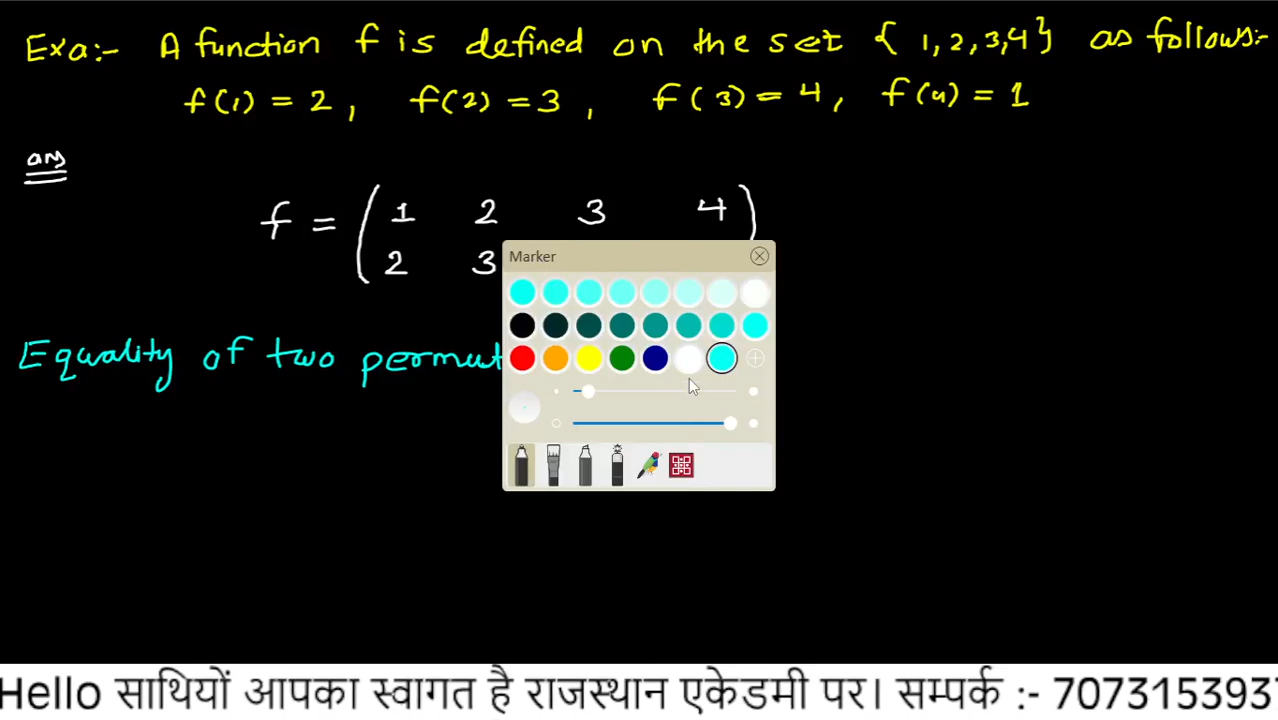 Exa:- A function f is defined on the set { 1,2,3,4} as follows:-
f(1) = 2, f(2) = 3, f(3) = 4, f(4) = 1
ans
f = ( 1 2 3 4 )
2 3
Marker
Equality of two permut
Hello साथियों आपका स्वागत है राजस्थान एकेडमी पर। सम्पर्क :- 7073153937